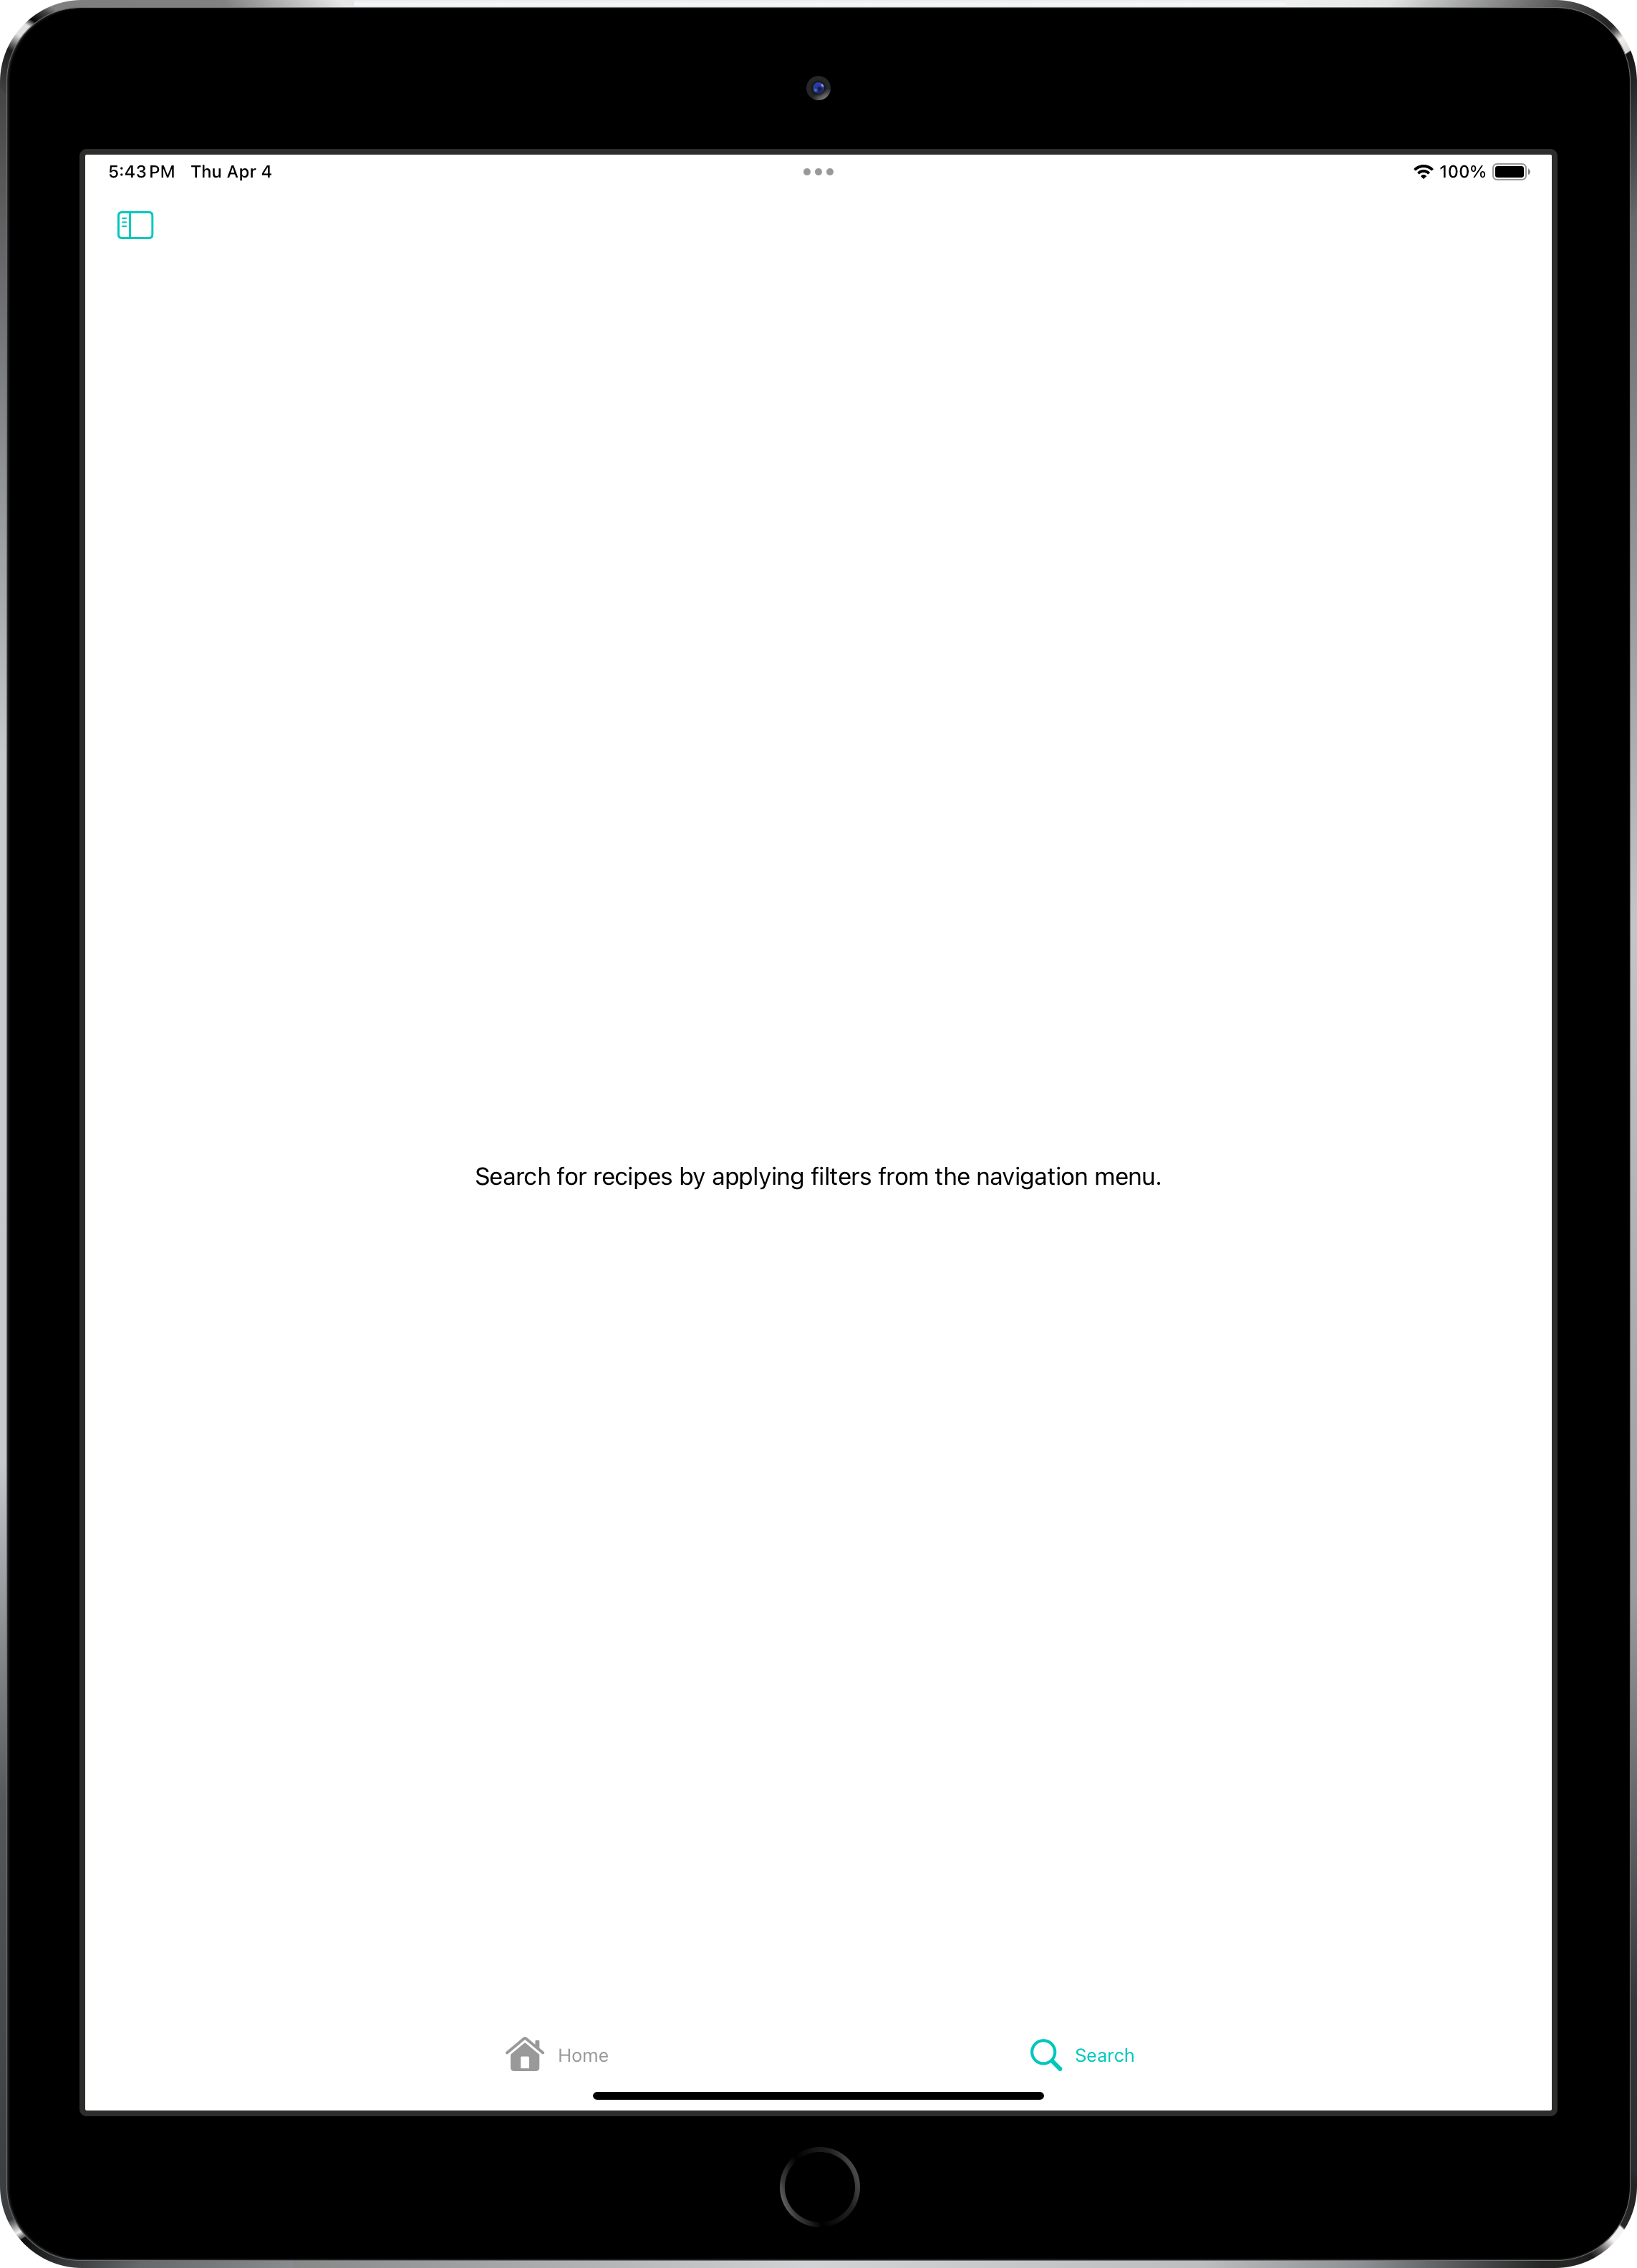 5:43 PM Thu Apr 4
100%
Search for recipes by applying filters from the navigation menu.
Home
Search